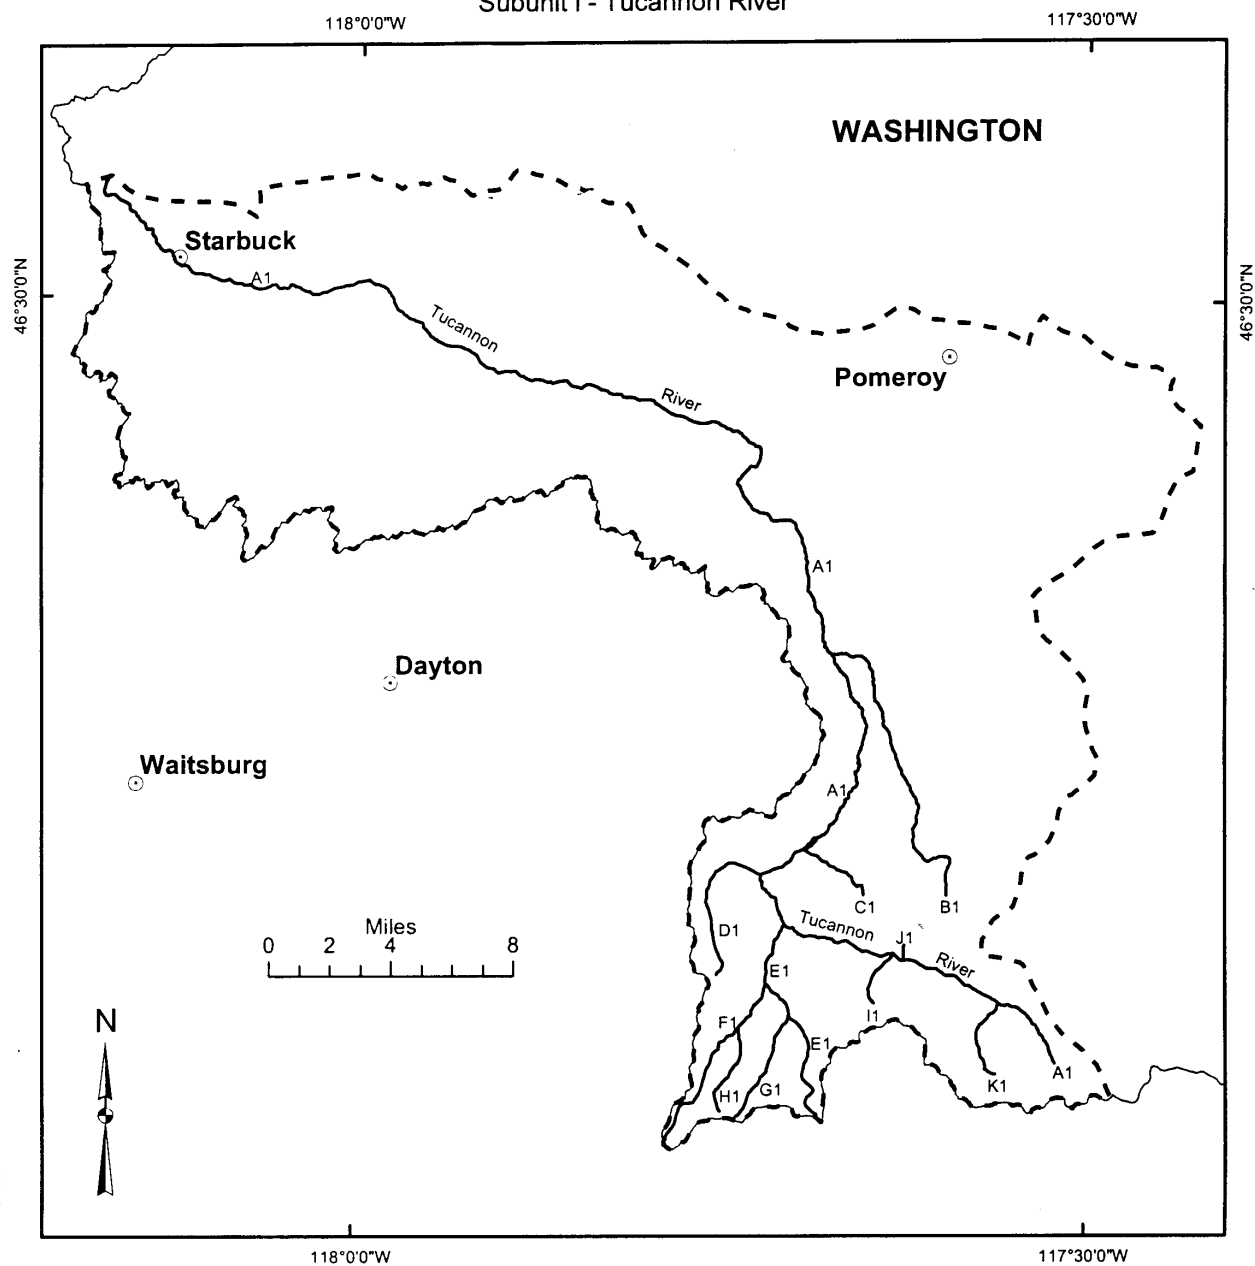 Subunit I - Tucannon River
118°0'0"W
117°30'0"W
WASHINGTON
Starbuck
A1
46°30'0"N
46°30'0"N
Tucannon
Pomeroy
River
A1
Dayton
Waitsburg
A1
C1
B1
Miles
0 2 4 8
D1
Tucannon
J1
River
E1
I1
F1
N
E1
K1
A1
H1
G1
118°0'0"W
117°30'0"W